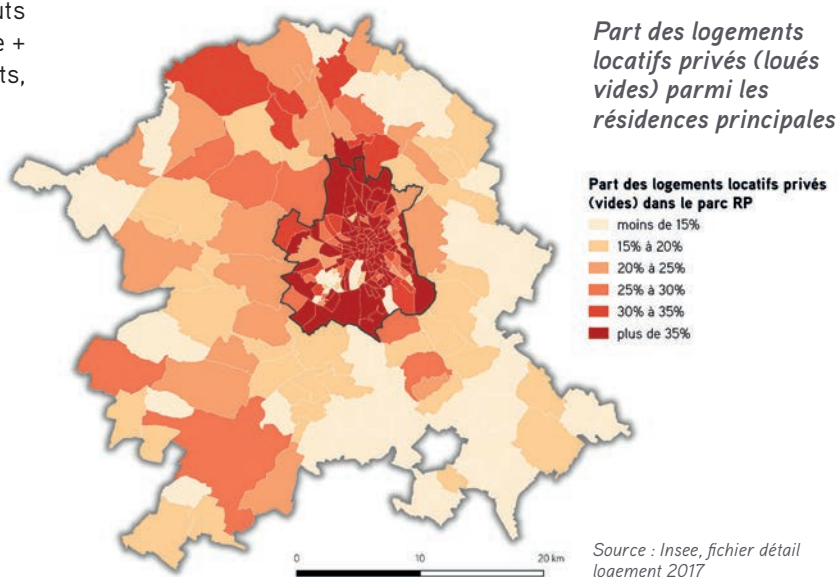 uts
e +
ts,
Part des logements
locatifs privés (loués
vides) parmi les
résidences principales
Part des logements locatifs privés
(vides) dans le parc RP
moins de 15%
15% à 20%
20% à 25%
25% à 30%
30% à 35%
plus de 35%
0 10 20 km
Source : Insee, fichier détail
logement 2017